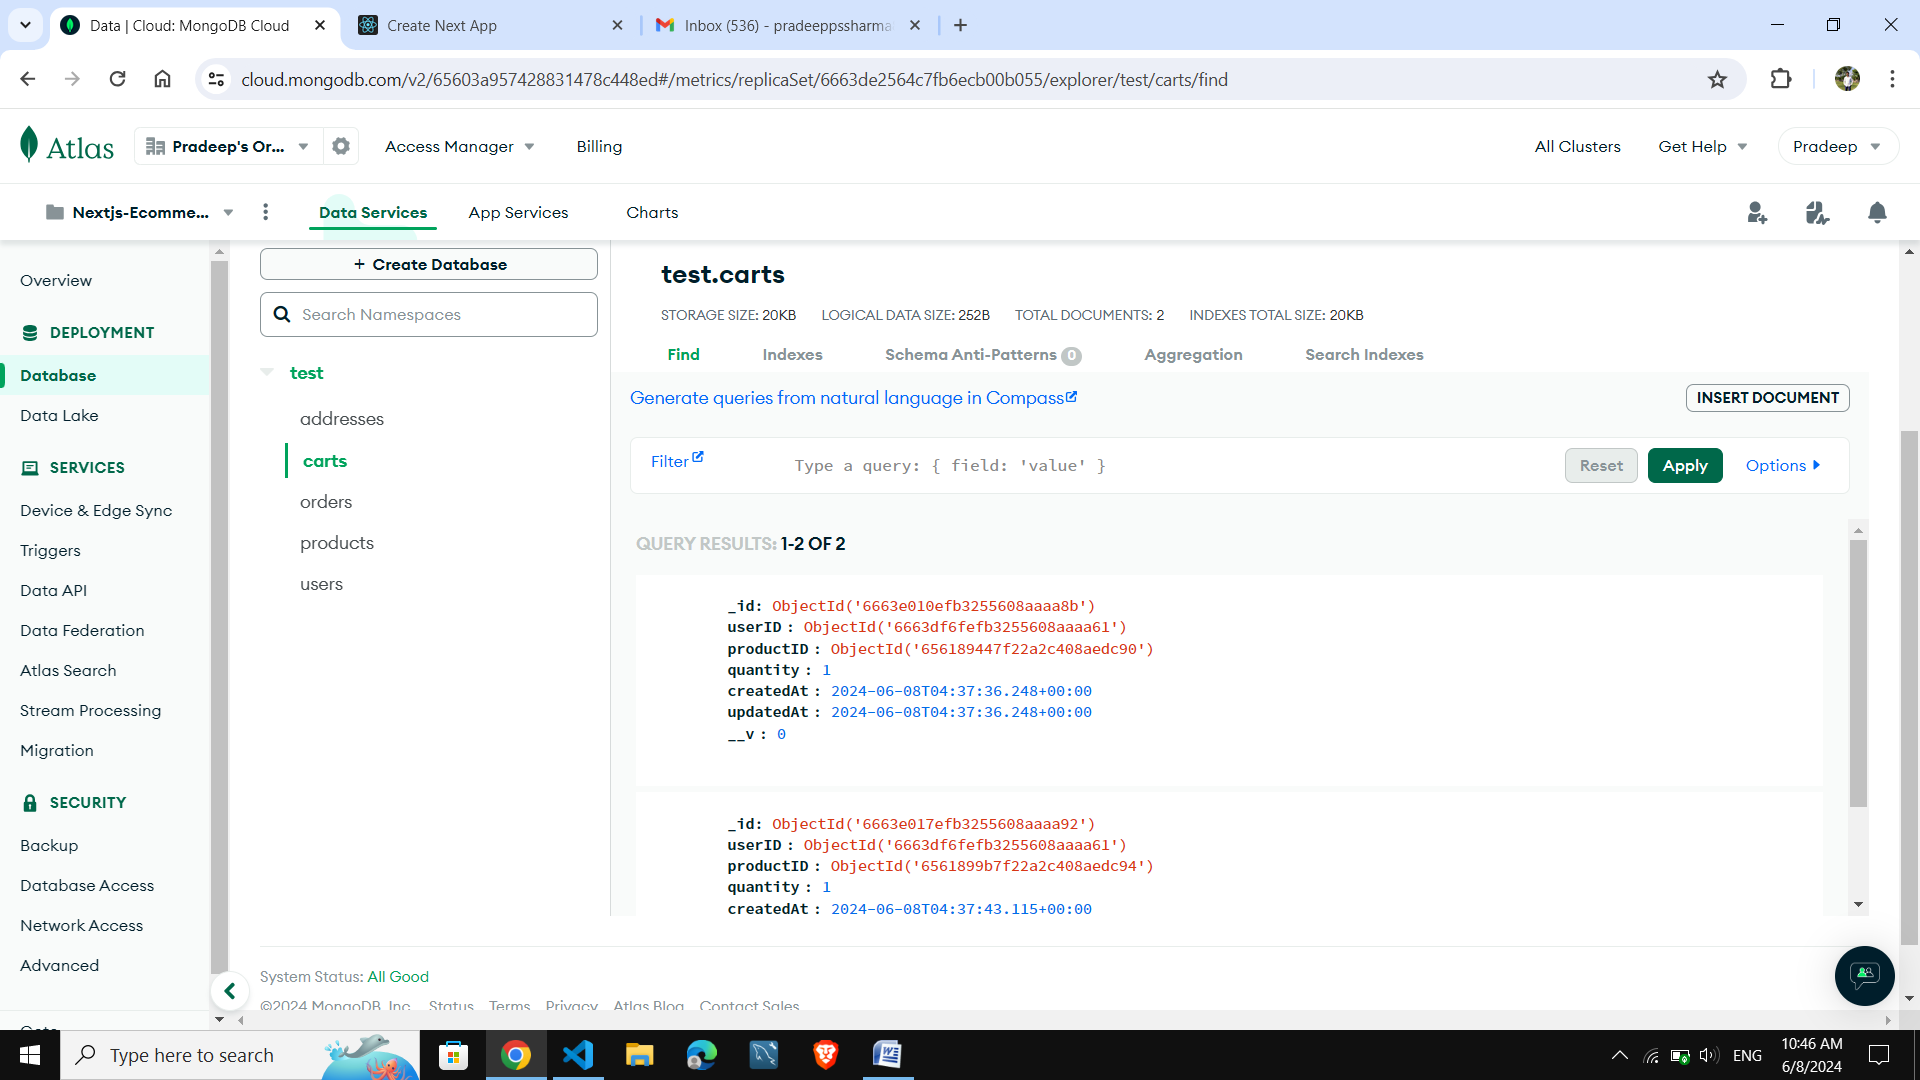 Data | Cloud: MongoDB Cloud
Create Next App
Inbox (536) - pradeeppssharma
cloud.mongodb.com/v2/65603a957428831478c448ed#/metrics/replicaSet/6663de2564c7fb6ecb00b055/explorer/test/carts/find
Atlas
Pradeep's Or...
Access Manager
Billing
All Clusters
Get Help
Pradeep
Nextjs-Ecomme...
Data Services
App Services
Charts
Overview
DEPLOYMENT
Database
Data Lake
SERVICES
Device & Edge Sync
Triggers
Data API
Data Federation
Atlas Search
Stream Processing
Migration
SECURITY
Backup
Database Access
Network Access
Advanced
+ Create Database
Search Namespaces
test
addresses
carts
orders
products
users
test.carts
STORAGE SIZE: 20KB LOGICAL DATA SIZE: 252B TOTAL DOCUMENTS: 2 INDEXES TOTAL SIZE: 20KB
Find Indexes Schema Anti-Patterns 0 Aggregation Search Indexes
Generate queries from natural language in Compass
INSERT DOCUMENT
Filter
Type a query: { field: 'value' }
Reset
Apply
Options
QUERY RESULTS: 1-2 OF 2
_id: ObjectId('6663e010efb3255608aaaa8b')
userID : ObjectId('6663df6fefb3255608aaaa61')
productID : ObjectId('656189447f22a2c408aedc90')
quantity : 1
createdAt : 2024-06-08T04:37:36.248+00:00
updatedAt : 2024-06-08T04:37:36.248+00:00
__v : 0
_id: ObjectId('6663e017efb3255608aaaa92')
userID : ObjectId('6663df6fefb3255608aaaa61')
productID : ObjectId('6561899b7f22a2c408aedc94')
quantity : 1
createdAt : 2024-06-08T04:37:43.115+00:00
System Status: All Good
©2024 MongoDB, Inc. Status Terms Privacy Atlas Blog Contact Sales
Type here to search
ENG
10:46 AM
6/8/2024